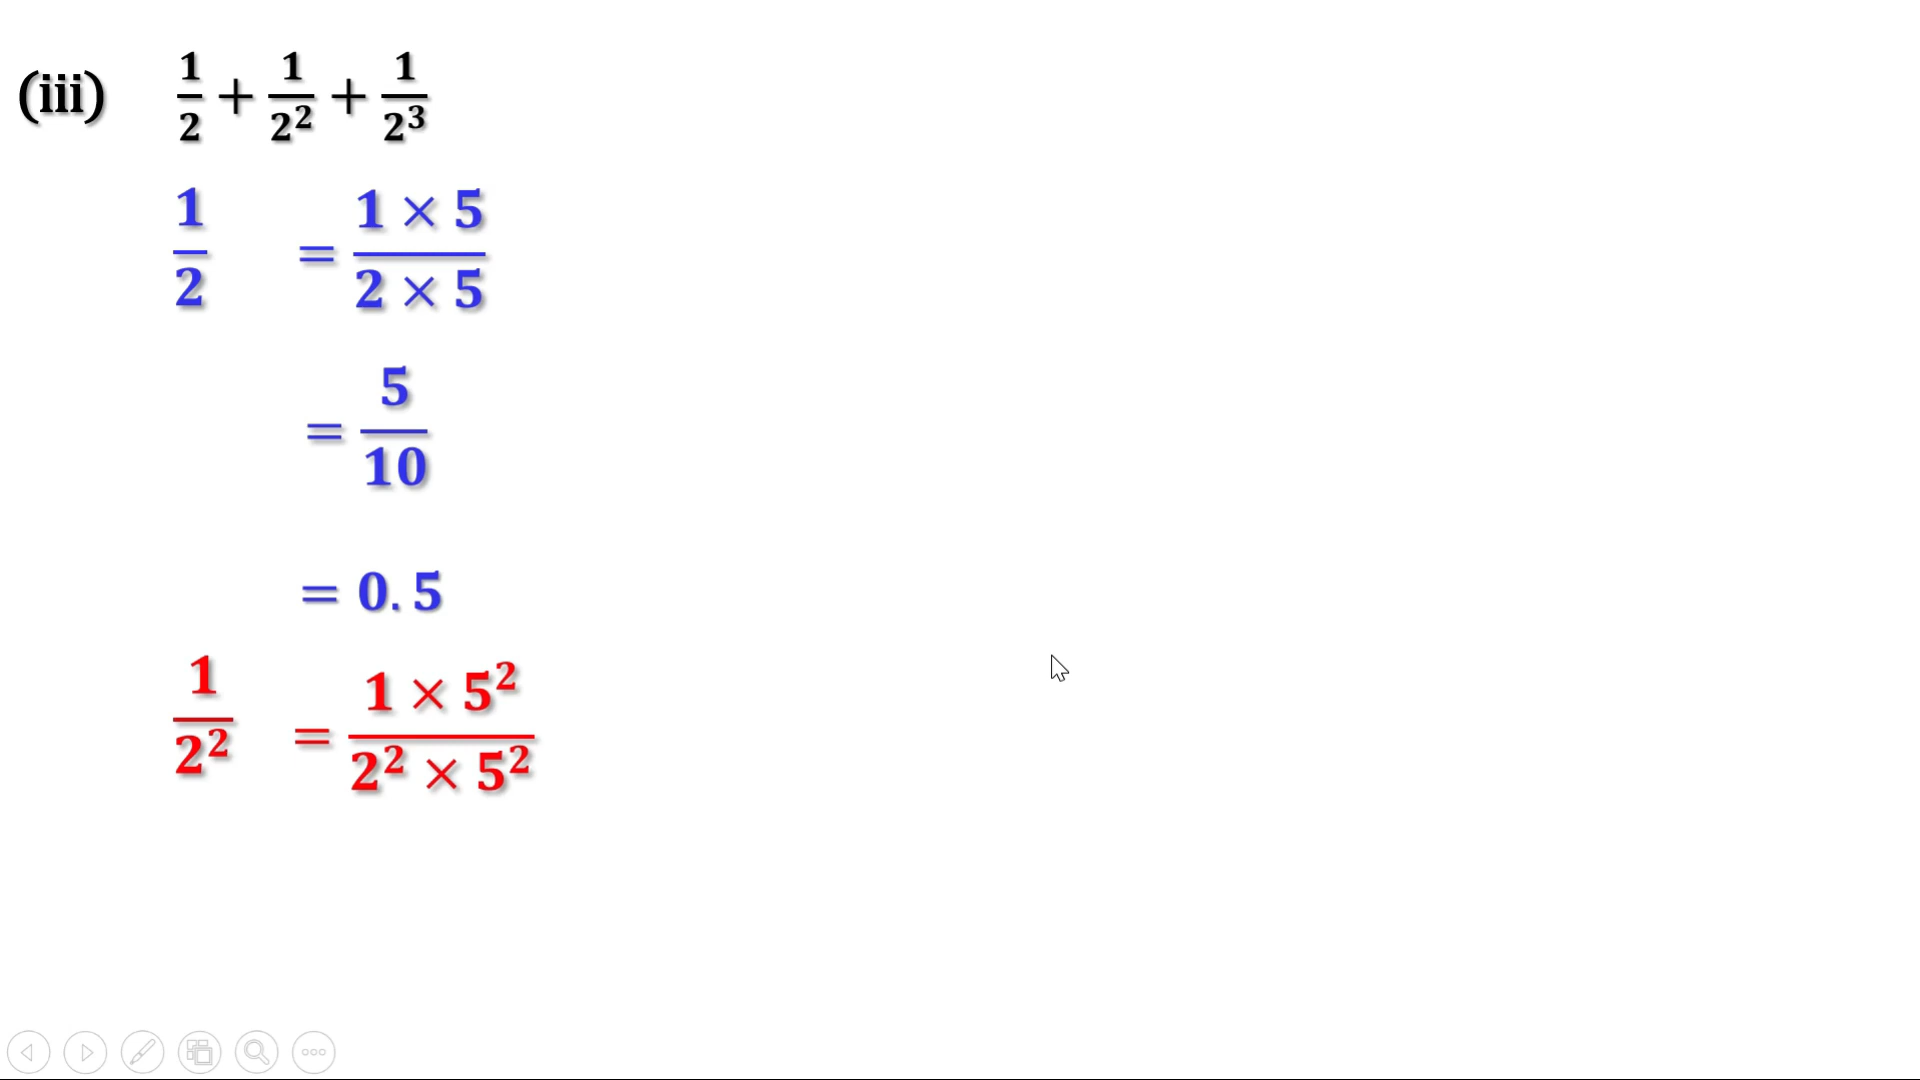 (iii) 1/2 + 1/2² + 1/2³
1/2 = (1 × 5)/(2 × 5)
= 5/10
= 0.5
1/2² = (1 × 5²)/(2² × 5²)